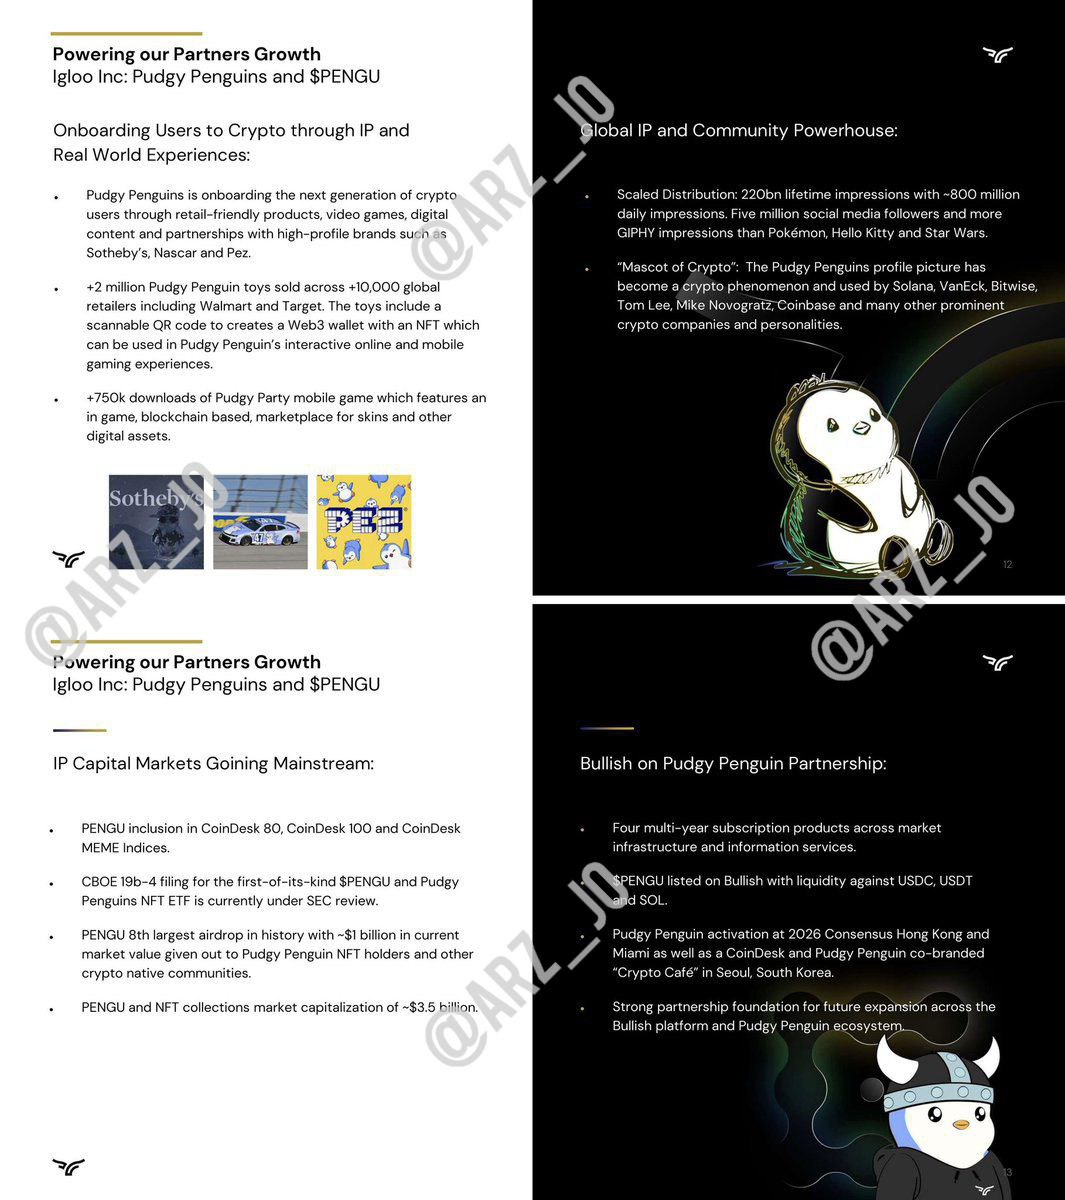 Powering our Partners Growth
Igloo Inc: Pudgy Penguins and $PENGU
Onboarding Users to Crypto through IP and
Real World Experiences:
• Pudgy Penguins is onboarding the next generation of crypto
users through retail-friendly products, video games, digital
content and partnerships with high-profile brands such as
Sotheby's, Nascar and Pez.
• +2 million Pudgy Penguin toys sold across +10,000 global
retailers including Walmart and Target. The toys include a
scannable QR code to creates a Web3 wallet with an NFT which
can be used in Pudgy Penguin's interactive online and mobile
gaming experiences.
• +750k downloads of Pudgy Party mobile game which features an
in game, blockchain based, marketplace for skins and other
digital assets.
Sotheby's
47
PEZ
Global IP and Community Powerhouse:
• Scaled Distribution: 220bn lifetime impressions with ~800 million
daily impressions. Five million social media followers and more
GIPHY impressions than Pokémon, Hello Kitty and Star Wars.
• “Mascot of Crypto”: The Pudgy Penguins profile picture has
become a crypto phenomenon and used by Solana, VanEck, Bitwise,
Tom Lee, Mike Novogratz, Coinbase and many other prominent
crypto companies and personalities.
12
Powering our Partners Growth
Igloo Inc: Pudgy Penguins and $PENGU
IP Capital Markets Goining Mainstream:
• PENGU inclusion in CoinDesk 80, CoinDesk 100 and CoinDesk
MEME Indices.
• CBOE 19b-4 filing for the first-of-its-kind $PENGU and Pudgy
Penguins NFT ETF is currently under SEC review.
• PENGU 8th largest airdrop in history with ~$1 billion in current
market value given out to Pudgy Penguin NFT holders and other
crypto native communities.
• PENGU and NFT collections market capitalization of ~$3.5 billion.
Bullish on Pudgy Penguin Partnership:
• Four multi-year subscription products across market
infrastructure and information services.
• $PENGU listed on Bullish with liquidity against USDC, USDT
and SOL.
• Pudgy Penguin activation at 2026 Consensus Hong Kong and
Miami as well as a CoinDesk and Pudgy Penguin co-branded
“Crypto Café” in Seoul, South Korea.
• Strong partnership foundation for future expansion across the
Bullish platform and Pudgy Penguin ecosystem.
13
@ARZ_JO
@ARZ_JO
@ARZ_JO
@ARZ_JO